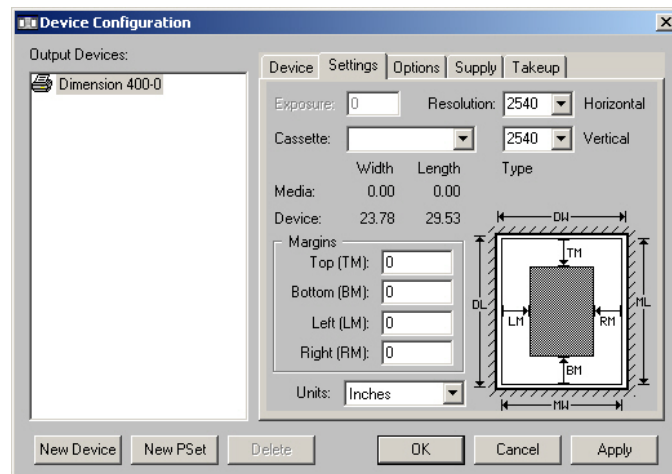 Device Configuration
Output Devices:
Dimension 400-0
Device Settings Options Supply Takeup
Exposure: 0 Resolution: 2540 Horizontal
Cassette: 2540 Vertical
Width Length Type
Media: 0.00 0.00
Device: 23.78 29.53
Margins
Top (TM): 0
Bottom (BM): 0
Left (LM): 0
Right (RM): 0
Units: Inches
DW
TM
DL
ML
LM
RM
BM
MW
New Device New PSet Delete OK Cancel Apply